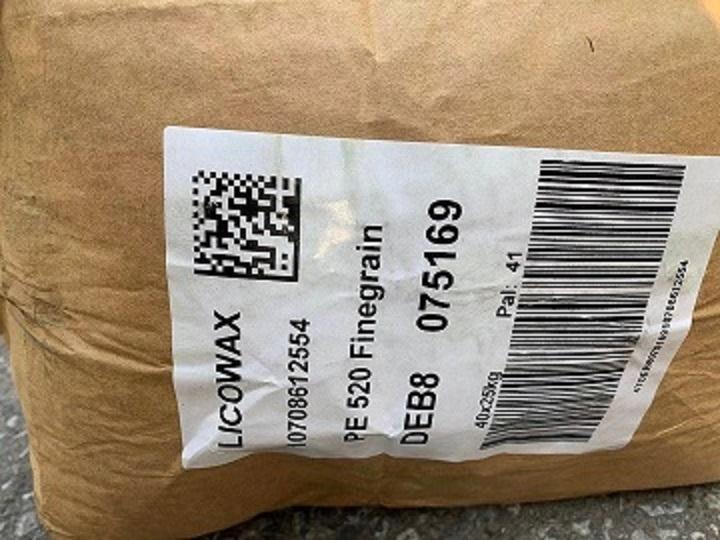 LICOWAX
10708612554
PE 520 Finegrain
DEB8 075169
40x25kg Pal: 41